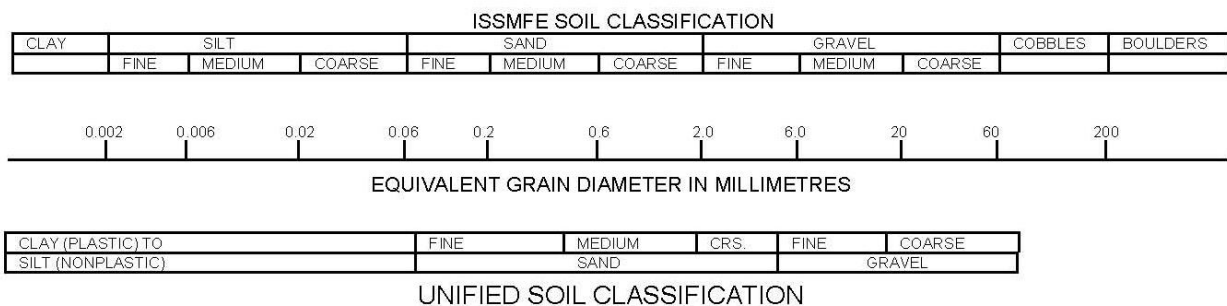 ISSMFE SOIL CLASSIFICATION
CLAY SILT SAND GRAVEL COBBLES BOULDERS
FINE MEDIUM COARSE FINE MEDIUM COARSE FINE MEDIUM COARSE
0.002 0.006 0.02 0.06 0.2 0.6 2.0 6.0 20 60 200
EQUIVALENT GRAIN DIAMETER IN MILLIMETRES
CLAY (PLASTIC) TO FINE MEDIUM CRS. FINE COARSE
SILT (NONPLASTIC) SAND GRAVEL
UNIFIED SOIL CLASSIFICATION